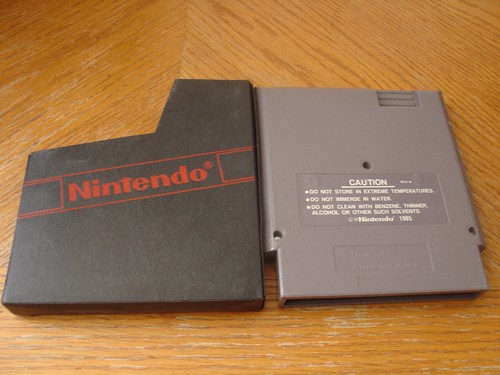 Nintendo®
CAUTION
●DO NOT STORE IN EXTREME TEMPERATURES.
●DO NOT IMMERSE IN WATER.
●DO NOT CLEAN WITH BENZENE, THINNER,
ALCOHOL OR OTHER SUCH SOLVENTS.
Nintendo 1985